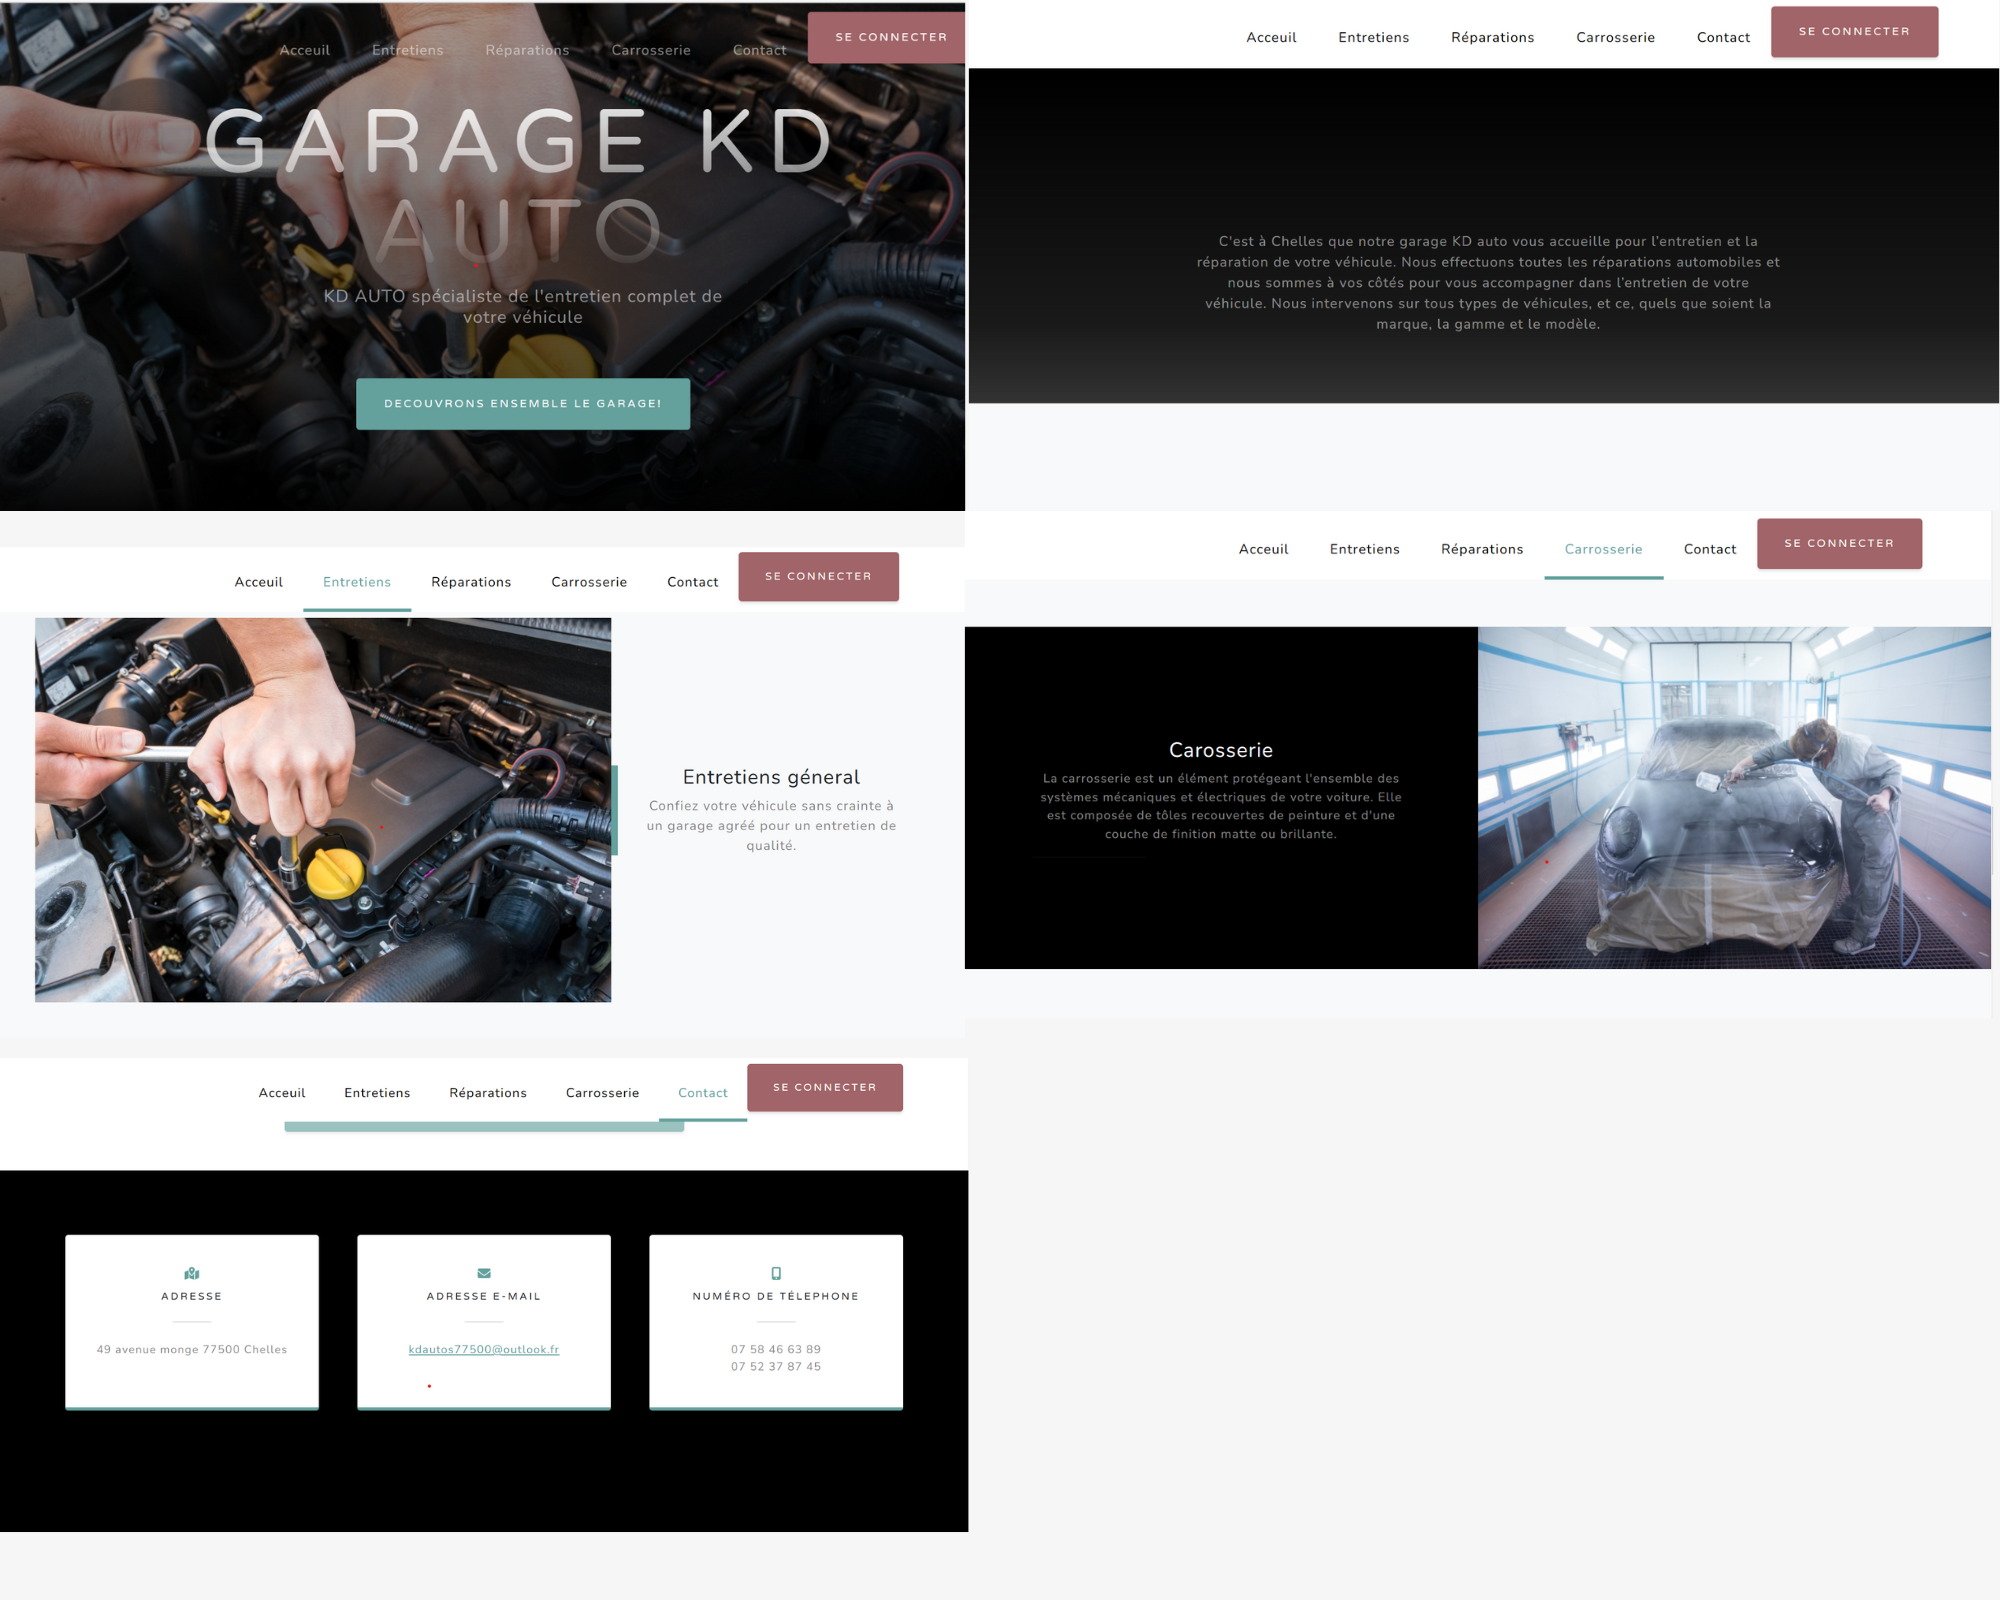 Acceuil Entretiens Réparations Carrosserie Contact SE CONNECTER
GARAGE KD
AUTO
KD AUTO spécialiste de l'entretien complet de
votre véhicule
DECOUVRONS ENSEMBLE LE GARAGE!
Acceuil Entretiens Réparations Carrosserie Contact SE CONNECTER
C'est à Chelles que notre garage KD auto vous accueille pour l'entretien et la
réparation de votre véhicule. Nous effectuons toutes les réparations automobiles et
nous sommes à vos côtés pour vous accompagner dans l'entretien de votre
véhicule. Nous intervenons sur tous types de véhicules, et ce, quels que soient la
marque, la gamme et le modèle.
Acceuil Entretiens Réparations Carrosserie Contact SE CONNECTER
Entretiens géneral
Confiez votre véhicule sans crainte à
un garage agréé pour un entretien de
qualité.
Acceuil Entretiens Réparations Carrosserie Contact SE CONNECTER
Carosserie
La carrosserie est un élément protégeant l'ensemble des
systèmes mécaniques et électriques de votre voiture. Elle
est composée de tôles recouvertes de peinture et d'une
couche de finition matte ou brillante.
Acceuil Entretiens Réparations Carrosserie Contact SE CONNECTER
ADRESSE
49 avenue monge 77500 Chelles
ADRESSE E-MAIL
kdautos77500@outlook.fr
NUMÉRO DE TÉLEPHONE
07 58 46 63 89
07 52 37 87 45